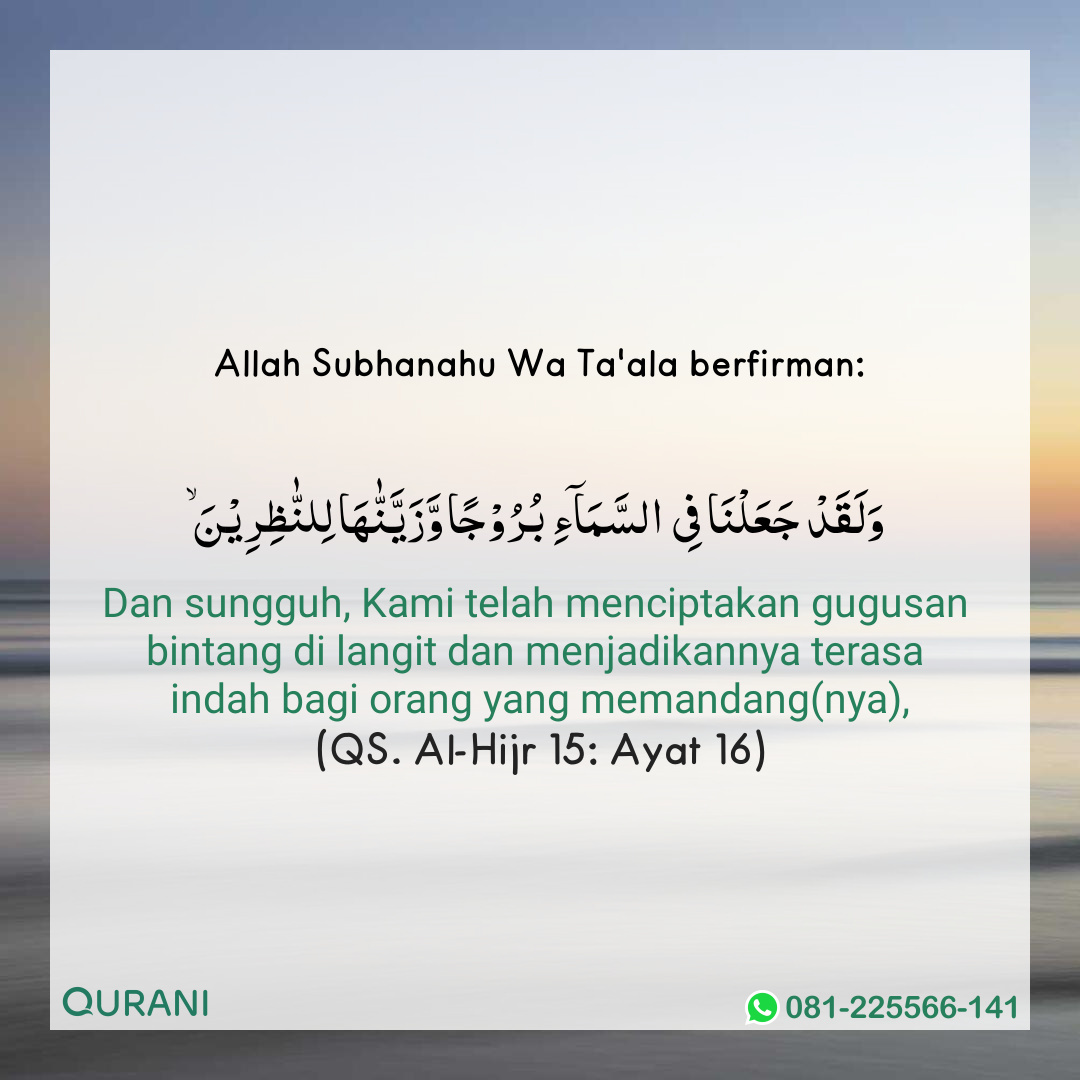 Allah Subhanahu Wa Ta'ala berfirman:
وَلَقَدْ جَعَلْنَا فِى السَّمَآءِ بُرُوْجًا وَّزَيَّنّٰهَا لِلنّٰظِرِيْنَۙ
Dan sungguh, Kami telah menciptakan gugusan
bintang di langit dan menjadikannya terasa
indah bagi orang yang memandang(nya),
(QS. Al-Hijr 15: Ayat 16)
QURANI
081-225566-141